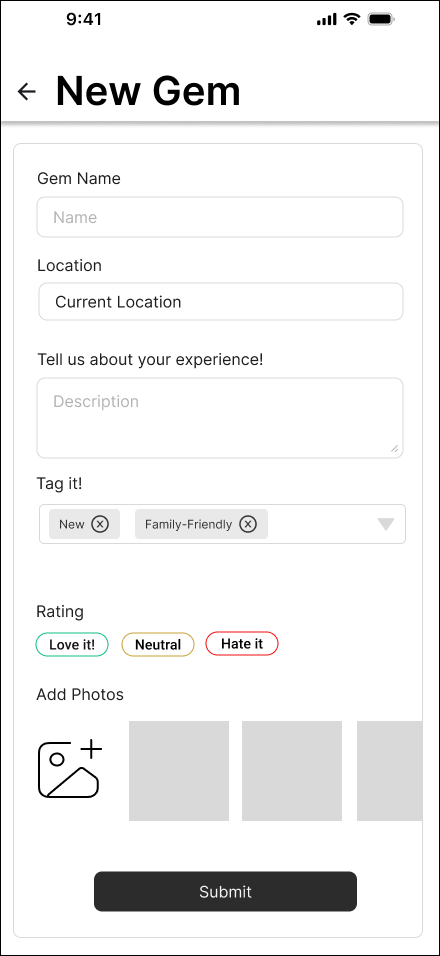 9:41
New Gem
Gem Name
Name
Location
Current Location
Tell us about your experience!
Description
Tag it!
New Family-Friendly
Rating
Love it! Neutral Hate it
Add Photos
Submit